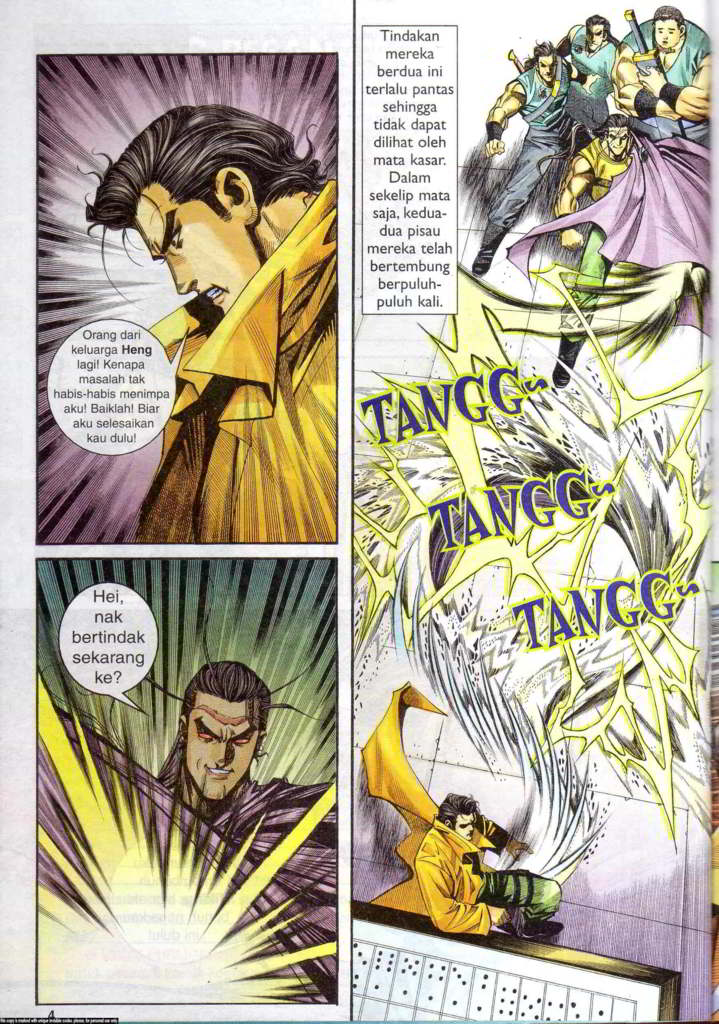 Orang dari
keluarga Heng
lagi! Kenapa
masalah tak
habis-habis menimpa
aku! Baiklah! Biar
aku selesaikan
kau dulu!
Hei,
nak
bertindak
sekarang
ke?
Tindakan
mereka
berdua ini
terlalu pantas
sehingga
tidak dapat
dilihat oleh
mata kasar.
Dalam
sekelip mata
saja, kedua-
dua pisau
mereka telah
bertembung
berpuluh-
puluh kali.
TANGG~
TANGG~
TANGG~
4